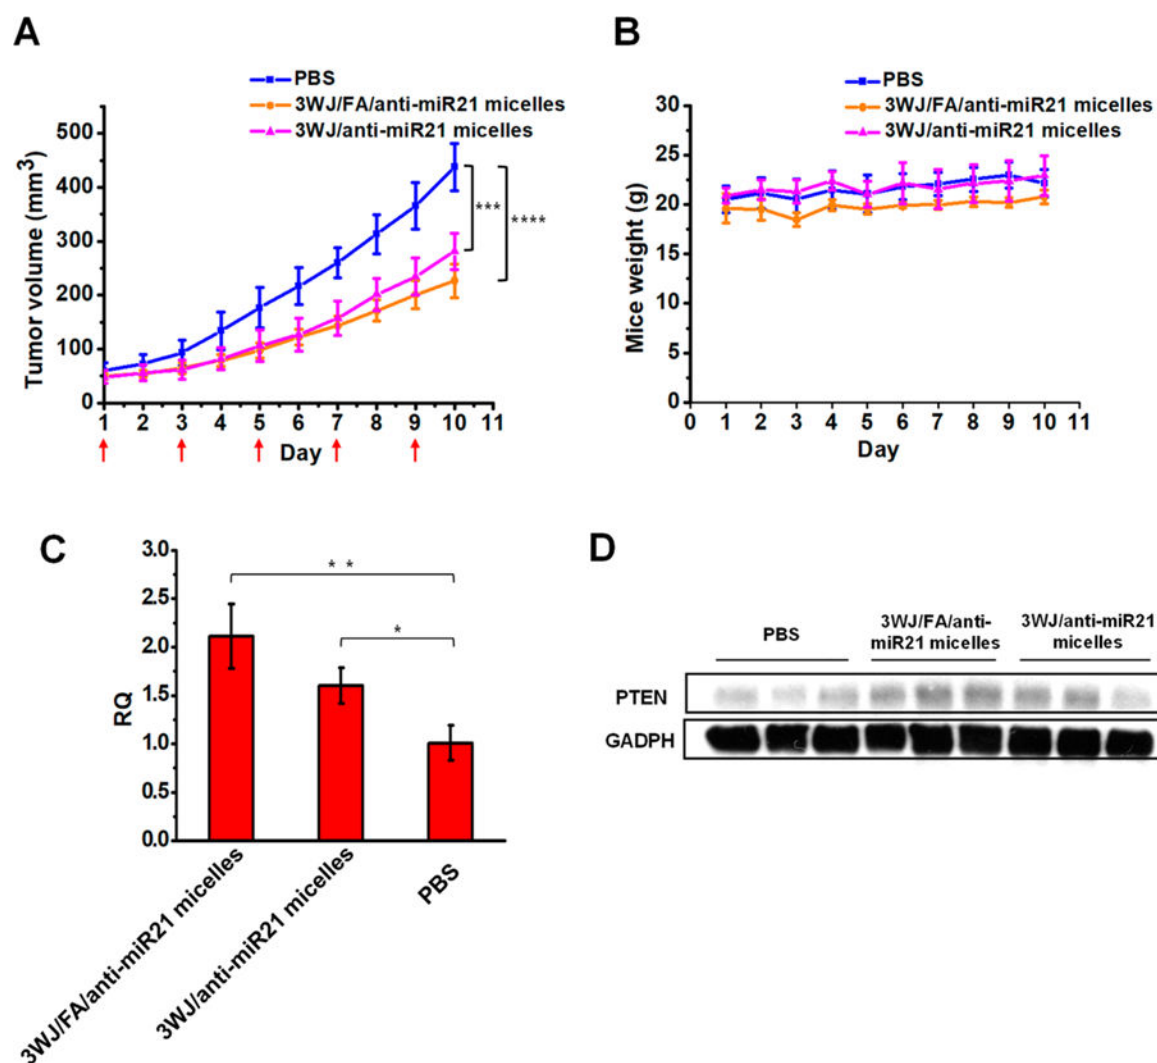 A
PBS
3WJ/FA/anti-miR21 micelles
3WJ/anti-miR21 micelles
Tumor volume (mm3)
500
400
300
200
100
0
***
****
1 2 3 4 5 6 7 8 9 10 11
Day
B
PBS
3WJ/FA/anti-miR21 micelles
3WJ/anti-miR21 micelles
Mice weight (g)
30
25
20
15
10
5
0
0 1 2 3 4 5 6 7 8 9 10 11
Day
C
RQ
3.0
2.5
2.0
1.5
1.0
0.5
0.0
* *
*
3WJ/FA/anti-miR21 micelles
3WJ/anti-miR21 micelles
PBS
D
PBS
3WJ/FA/anti-
miR21 micelles
3WJ/anti-miR21
micelles
PTEN
GADPH